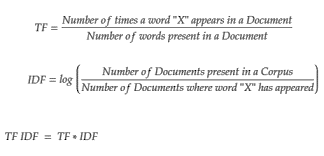 TF = Number of times a word "X" appears in a Document / Number of words present in a Document
IDF = log (Number of Documents present in a Corpus / Number of Documents where word "X" has appeared)
TF IDF = TF * IDF